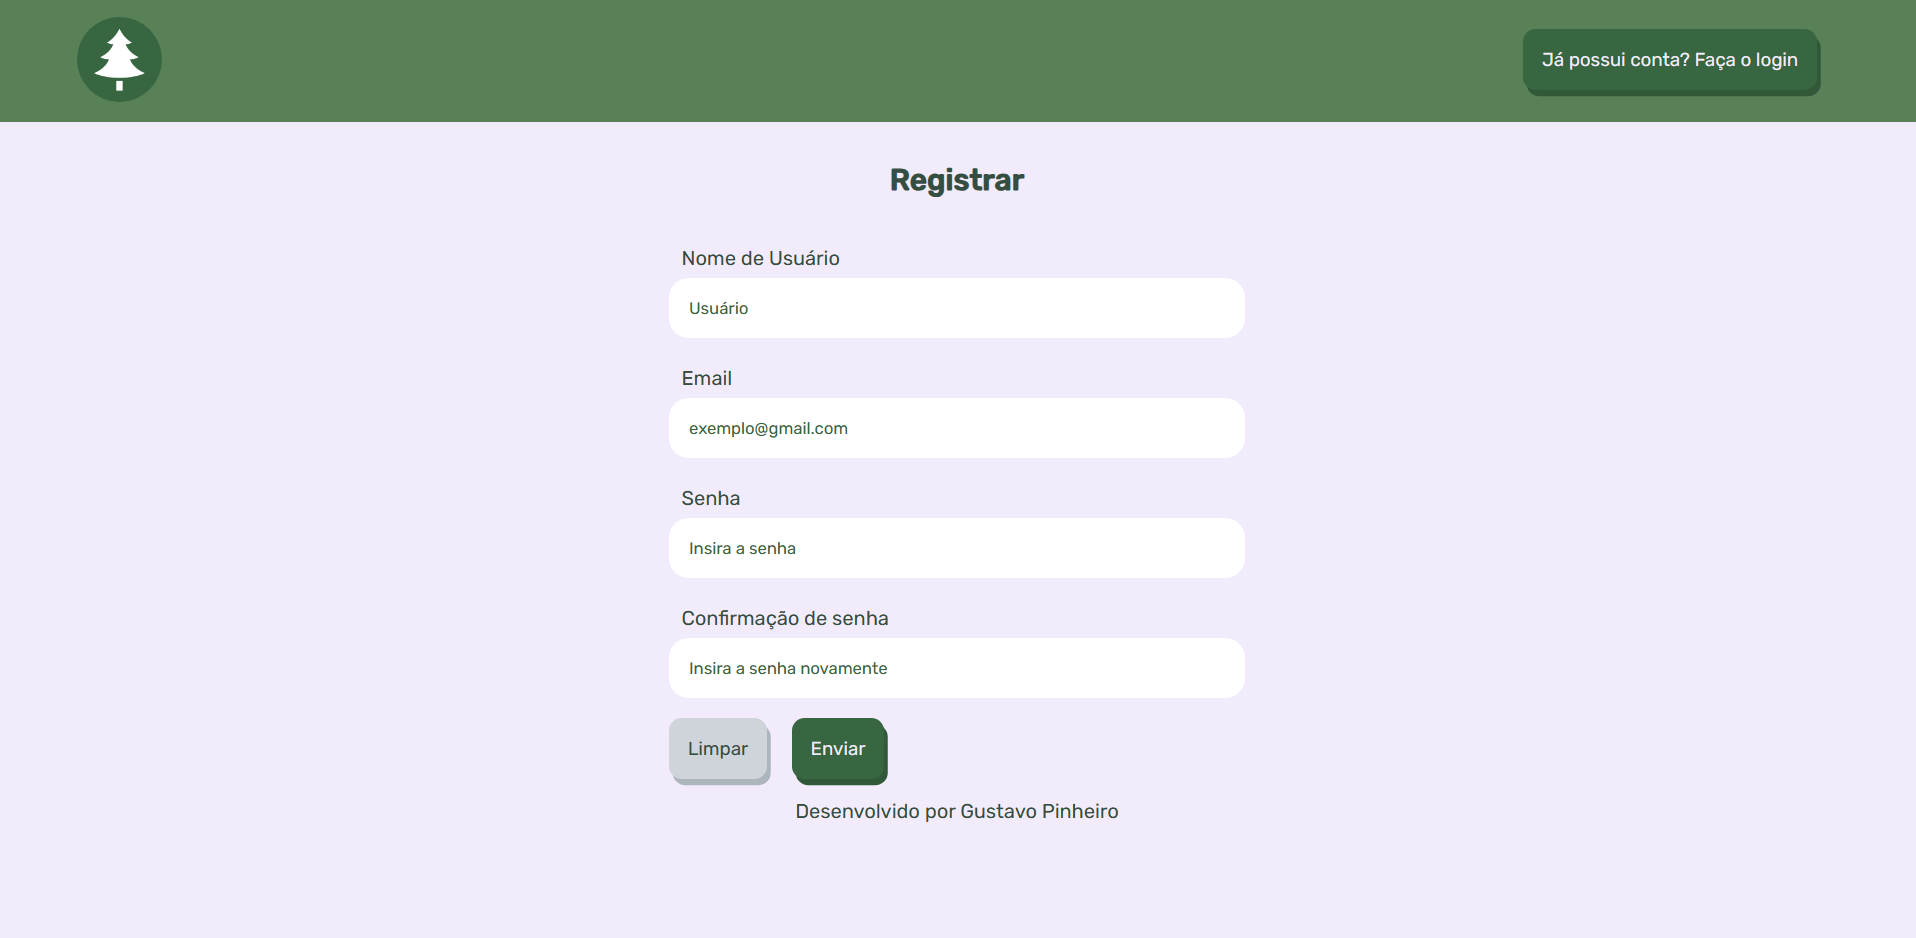 Já possui conta? Faça o login
Registrar
Nome de Usuário
Usuário
Email
exemplo@gmail.com
Senha
Insira a senha
Confirmação de senha
Insira a senha novamente
Limpar
Enviar
Desenvolvido por Gustavo Pinheiro